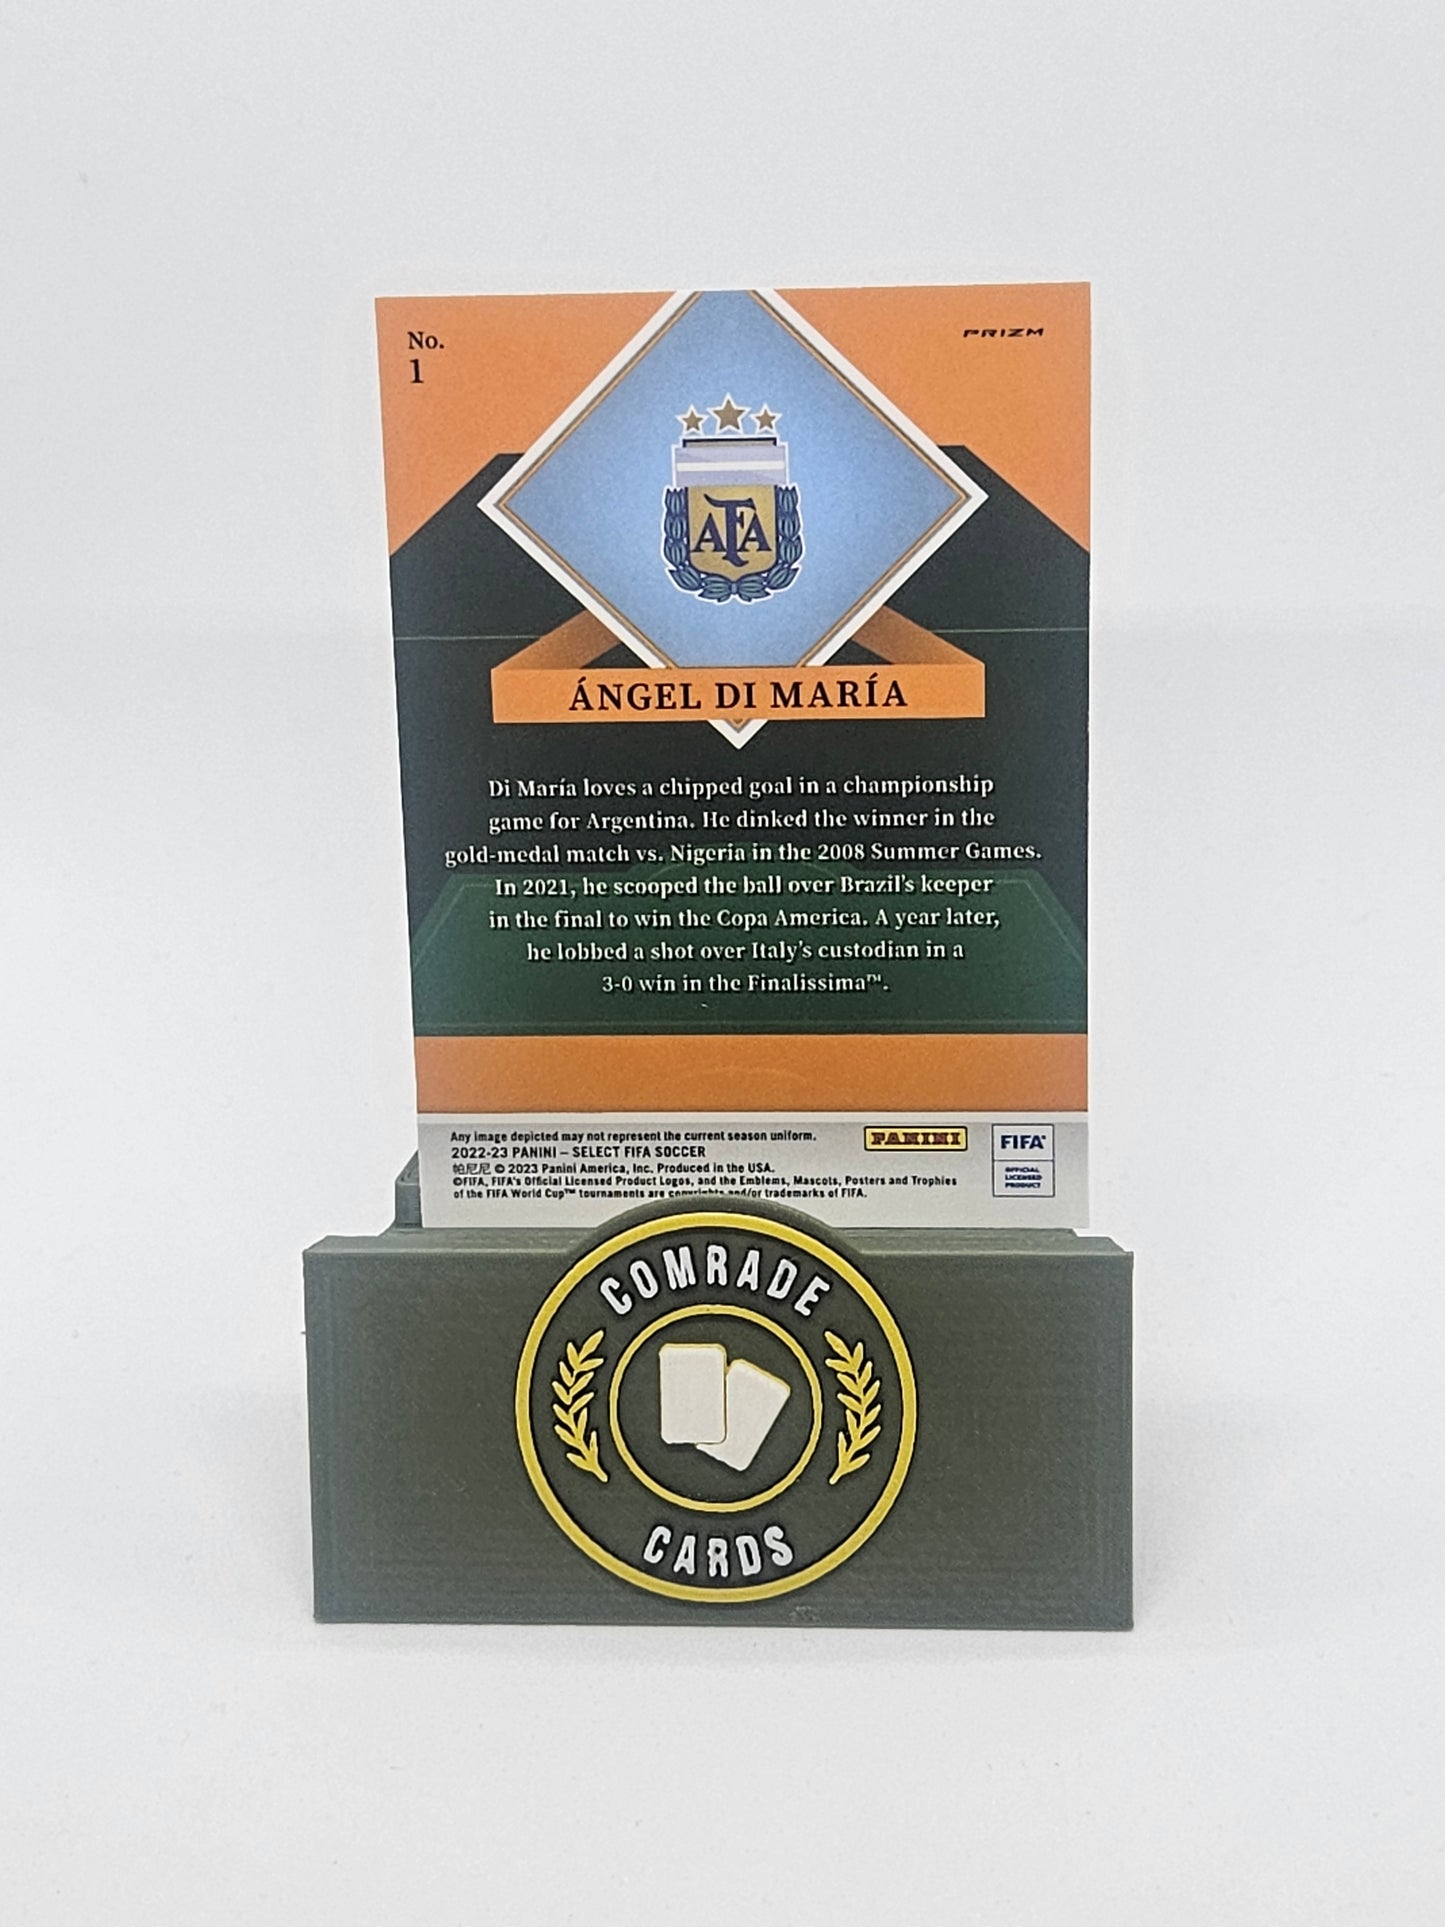 No.
1
PRIZM
AFA
ÁNGEL DI MARÍA
Di María loves a chipped goal in a championship
game for Argentina. He dinked the winner in the
gold-medal match vs. Nigeria in the 2008 Summer Games.
In 2021, he scooped the ball over Brazil's keeper
in the final to win the Copa America. A year later,
he lobbed a shot over Italy's custodian in a
3-0 win in the Finalissima™.
Any image depicted may not represent the current season uniform.
2022-23 PANINI – SELECT FIFA SOCCER
帕尼尼 © 2023 Panini America, Inc. Produced in the USA.
©FIFA, FIFA's Official Licensed Product Logos, and the Emblems, Mascots, Posters and Trophies
of the FIFA World Cup™ tournaments are copyrights and/or trademarks of FIFA.
PANINI
FIFA
OFFICIAL
LICENSED
PRODUCT
COMRADE
CARDS